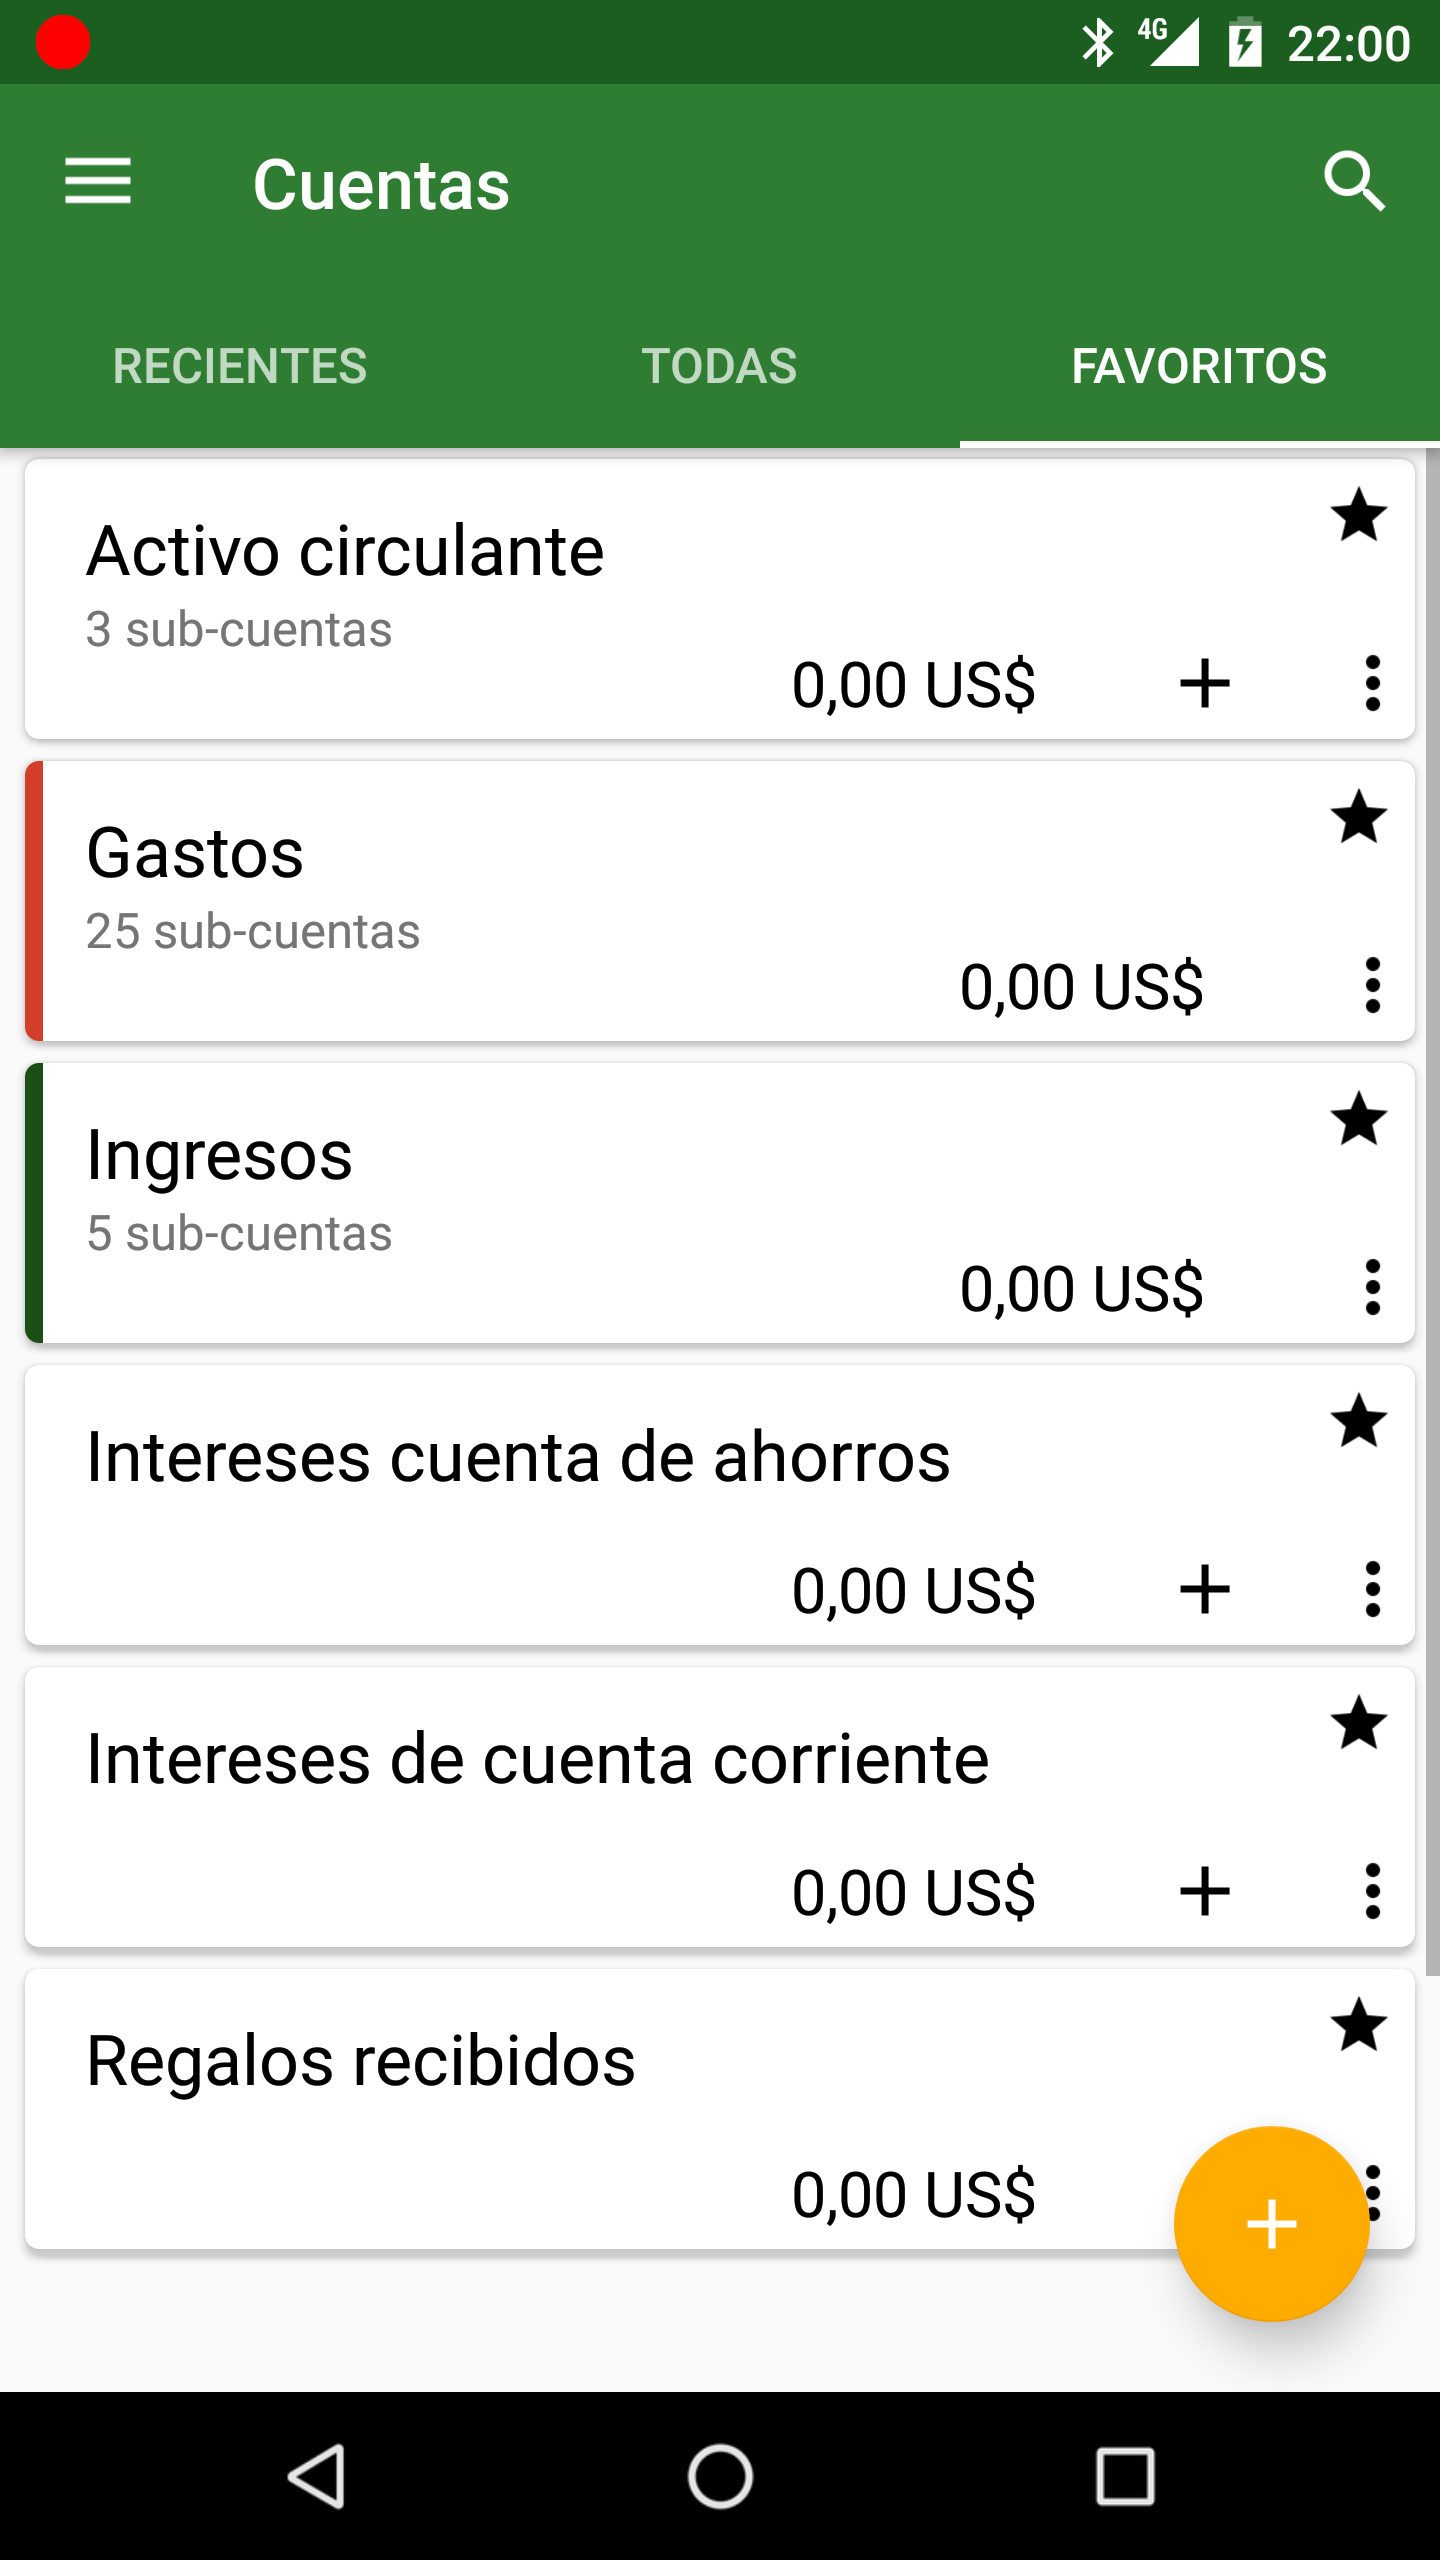 4G 22:00
Cuentas
RECIENTES TODAS FAVORITOS
Activo circulante
3 sub-cuentas
0,00 US$
Gastos
25 sub-cuentas
0,00 US$
Ingresos
5 sub-cuentas
0,00 US$
Intereses cuenta de ahorros
0,00 US$
Intereses de cuenta corriente
0,00 US$
Regalos recibidos
0,00 US$